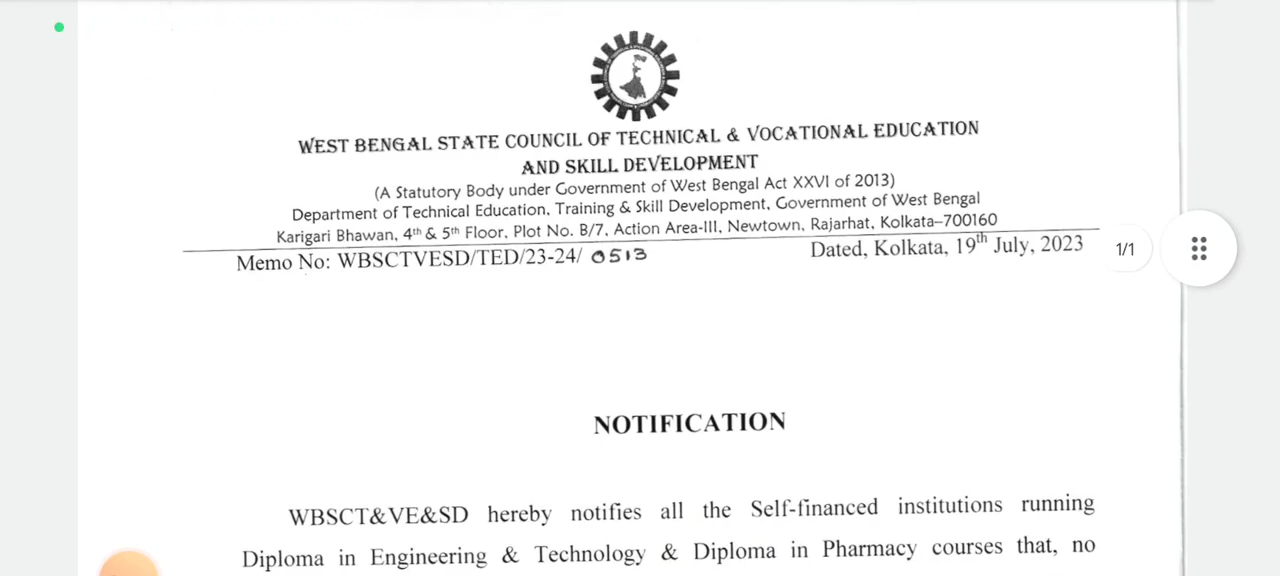 WEST BENGAL STATE COUNCIL OF TECHNICAL & VOCATIONAL EDUCATION
AND SKILL DEVELOPMENT
(A Statutory Body under Government of West Bengal Act XXVI of 2013)
Department of Technical Education, Training & Skill Development, Government of West Bengal
Karigari Bhawan, 4th & 5th Floor, Plot No. B/7, Action Area-III, Newtown, Rajarhat, Kolkata–700160
Memo No: WBSCTVESD/TED/23-24/ 0513 Dated, Kolkata, 19th July, 2023
1/1
NOTIFICATION
WBSCT&VE&SD hereby notifies all the Self-financed institutions running
Diploma in Engineering & Technology & Diploma in Pharmacy courses that, no